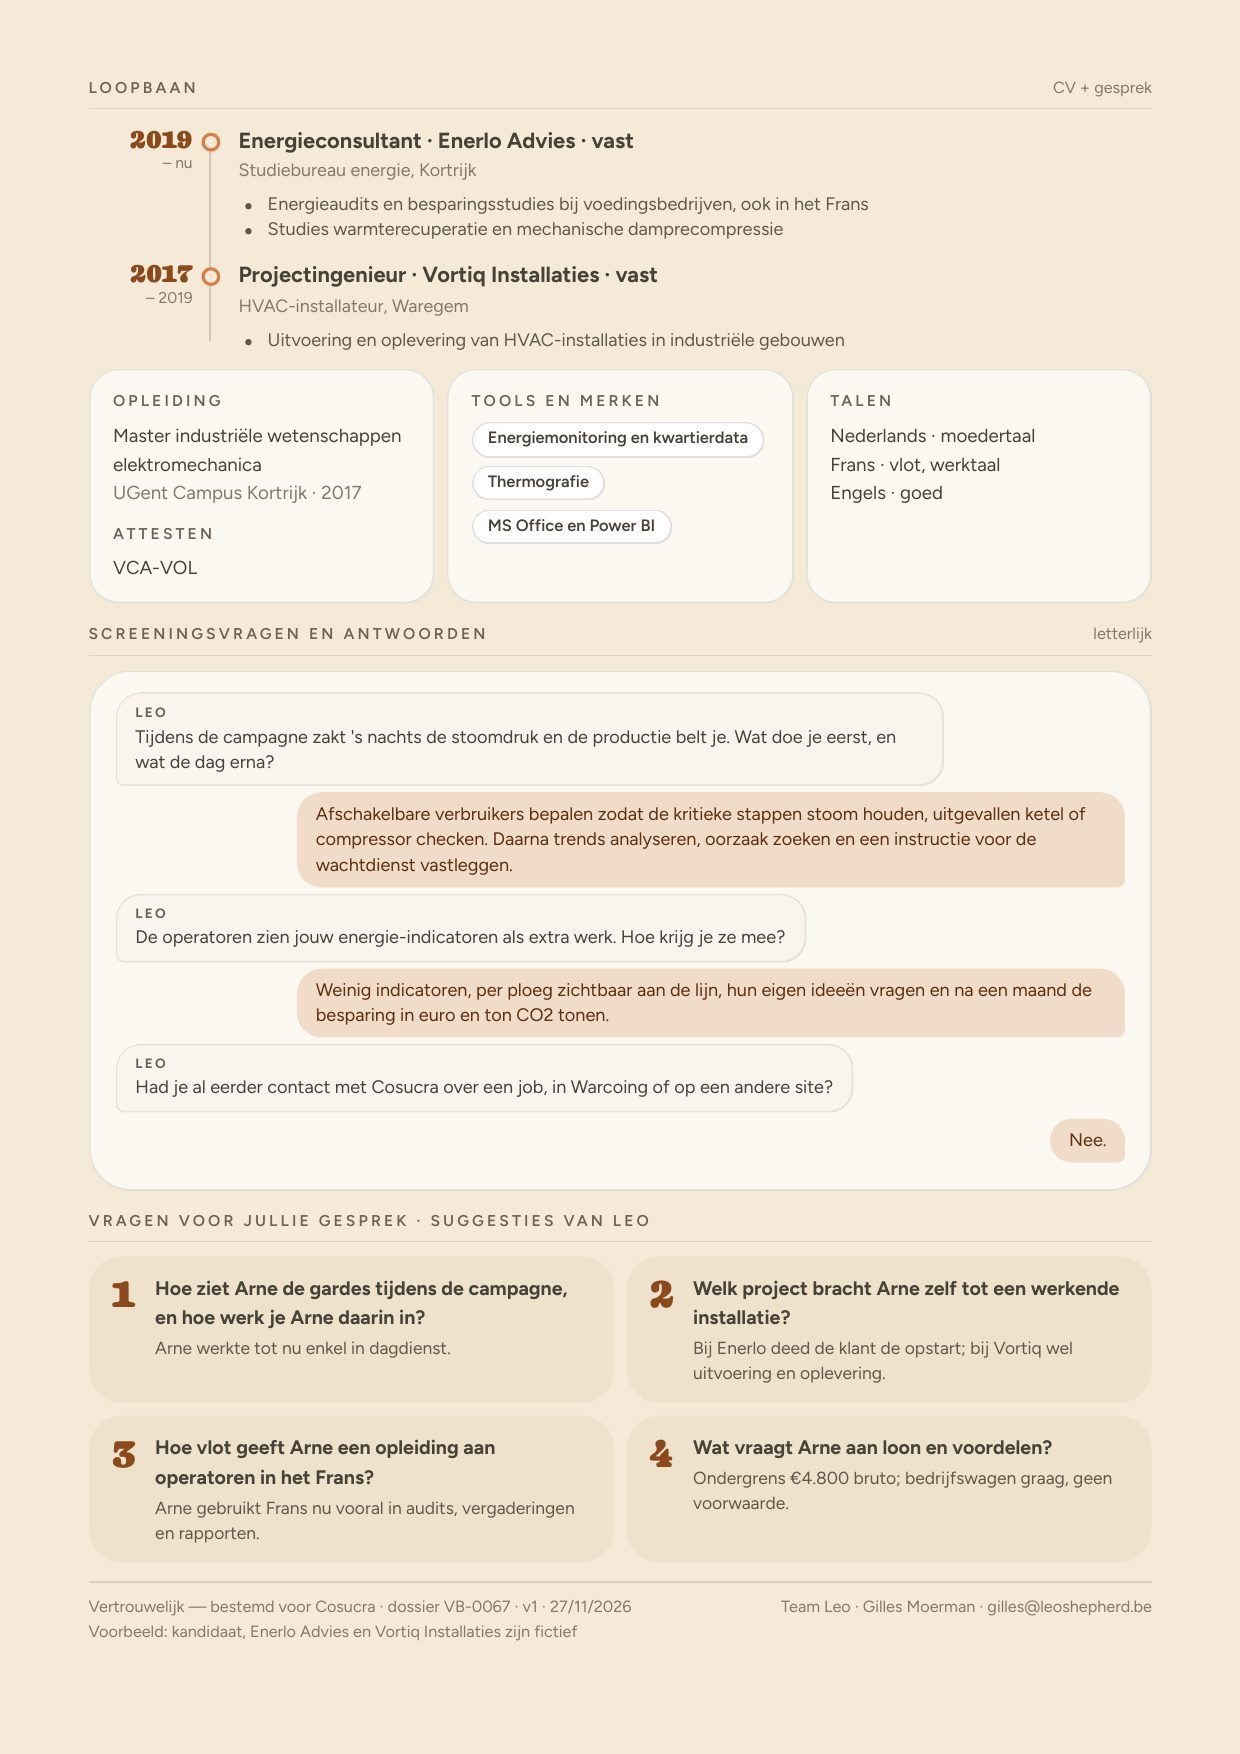 LOOPBAAN
CV + gesprek
2019
– nu
Energieconsultant · Enerlo Advies · vast
Studiebureau energie, Kortrijk
• Energieaudits en besparingsstudies bij voedingsbedrijven, ook in het Frans
• Studies warmterecuperatie en mechanische damprecompressie
2017
– 2019
Projectingenieur · Vortiq Installaties · vast
HVAC-installateur, Waregem
• Uitvoering en oplevering van HVAC-installaties in industriële gebouwen
OPLEIDING
Master industriële wetenschappen
elektromechanica
UGent Campus Kortrijk · 2017
ATTESTEN
VCA-VOL
TOOLS EN MERKEN
Energiemonitoring en kwartierdata
Thermografie
MS Office en Power BI
TALEN
Nederlands · moedertaal
Frans · vlot, werktaal
Engels · goed
SCREENINGSVRAGEN EN ANTWOORDEN
letterlijk
LEO
Tijdens de campagne zakt 's nachts de stoomdruk en de productie belt je. Wat doe je eerst, en
wat de dag erna?
Afschakelbare verbruikers bepalen zodat de kritieke stappen stoom houden, uitgevallen ketel of
compressor checken. Daarna trends analyseren, oorzaak zoeken en een instructie voor de
wachtdienst vastleggen.
LEO
De operatoren zien jouw energie-indicatoren als extra werk. Hoe krijg je ze mee?
Weinig indicatoren, per ploeg zichtbaar aan de lijn, hun eigen ideeën vragen en na een maand de
besparing in euro en ton CO2 tonen.
LEO
Had je al eerder contact met Cosucra over een job, in Warcoing of op een andere site?
Nee.
VRAGEN VOOR JULLIE GESPREK · SUGGESTIES VAN LEO
1
Hoe ziet Arne de gardes tijdens de campagne,
en hoe werk je Arne daarin in?
Arne werkte tot nu enkel in dagdienst.
2
Welk project bracht Arne zelf tot een werkende
installatie?
Bij Enerlo deed de klant de opstart; bij Vortiq wel
uitvoering en oplevering.
3
Hoe vlot geeft Arne een opleiding aan
operatoren in het Frans?
Arne gebruikt Frans nu vooral in audits, vergaderingen
en rapporten.
4
Wat vraagt Arne aan loon en voordelen?
Ondergrens €4.800 bruto; bedrijfswagen graag, geen
voorwaarde.
Vertrouwelijk — bestemd voor Cosucra · dossier VB-0067 · v1 · 27/11/2026
Team Leo · Gilles Moerman · gilles@leoshepherd.be
Voorbeeld: kandidaat, Enerlo Advies en Vortiq Installaties zijn fictief